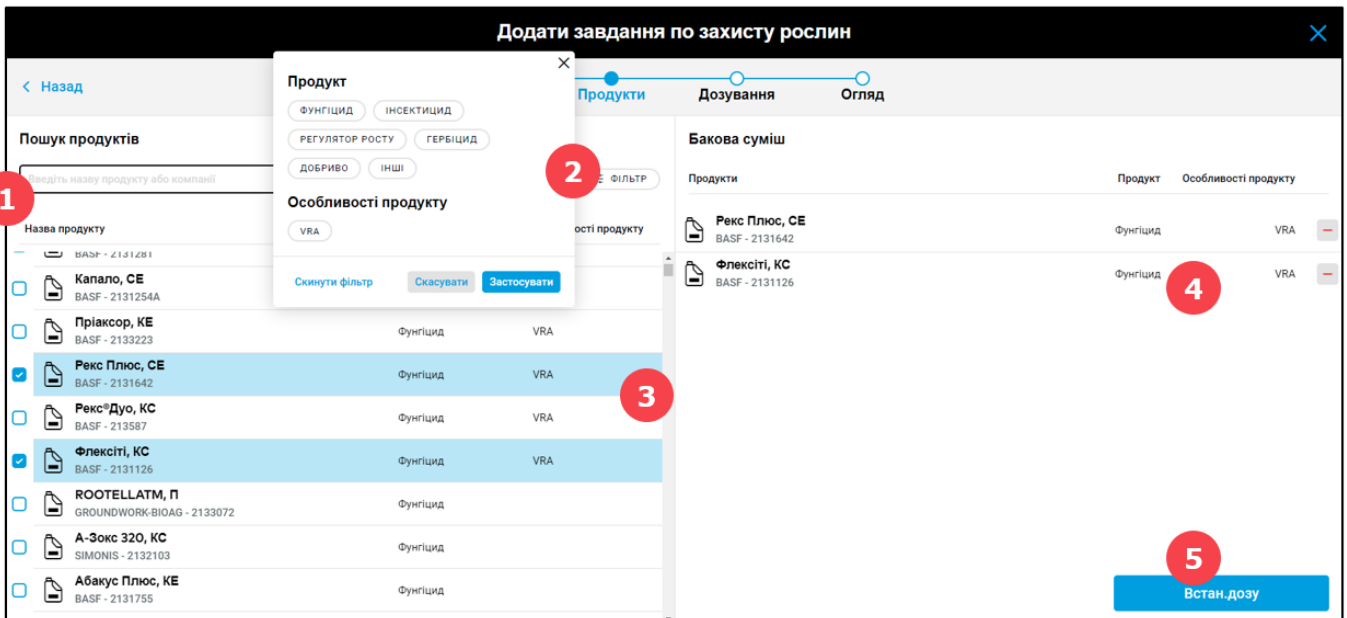 Додати завдання по захисту рослин
Назад
Продукти
Дозування
Огляд
Продукт
ФУНГІЦИД ІНСЕКТИЦИД
РЕГУЛЯТОР РОСТУ ГЕРБІЦИД
ДОБРИВО ІНШІ
Особливості продукту
VRA
Скинути фільтр Скасувати Застосувати
Пошук продуктів
Введіть назву продукту або компанії
1
2
ФІЛЬТР
Назва продукту
ості продукту
BASF - 2131281
Капало, СЕ
BASF - 2131254A
Пріаксор, КЕ
BASF - 2133223
Фунгіцид VRA
Рекс Плюс, СЕ
BASF - 2131642
Фунгіцид VRA
3
Рекс®Дуо, КС
BASF - 213587
Фунгіцид VRA
Флексіті, КС
BASF - 2131126
Фунгіцид VRA
ROOTELLATM, П
GROUNDWORK-BIOAG - 2133072
Фунгіцид
А-Зокс 320, КС
SIMONIS - 2132103
Фунгіцид
Абакус Плюс, КЕ
BASF - 2131755
Фунгіцид
Бакова суміш
Продукти Продукт Особливості продукту
Рекс Плюс, СЕ
BASF - 2131642
Фунгіцид VRA
Флексіті, КС
BASF - 2131126
Фунгіцид VRA
4
5
Встан.дозу